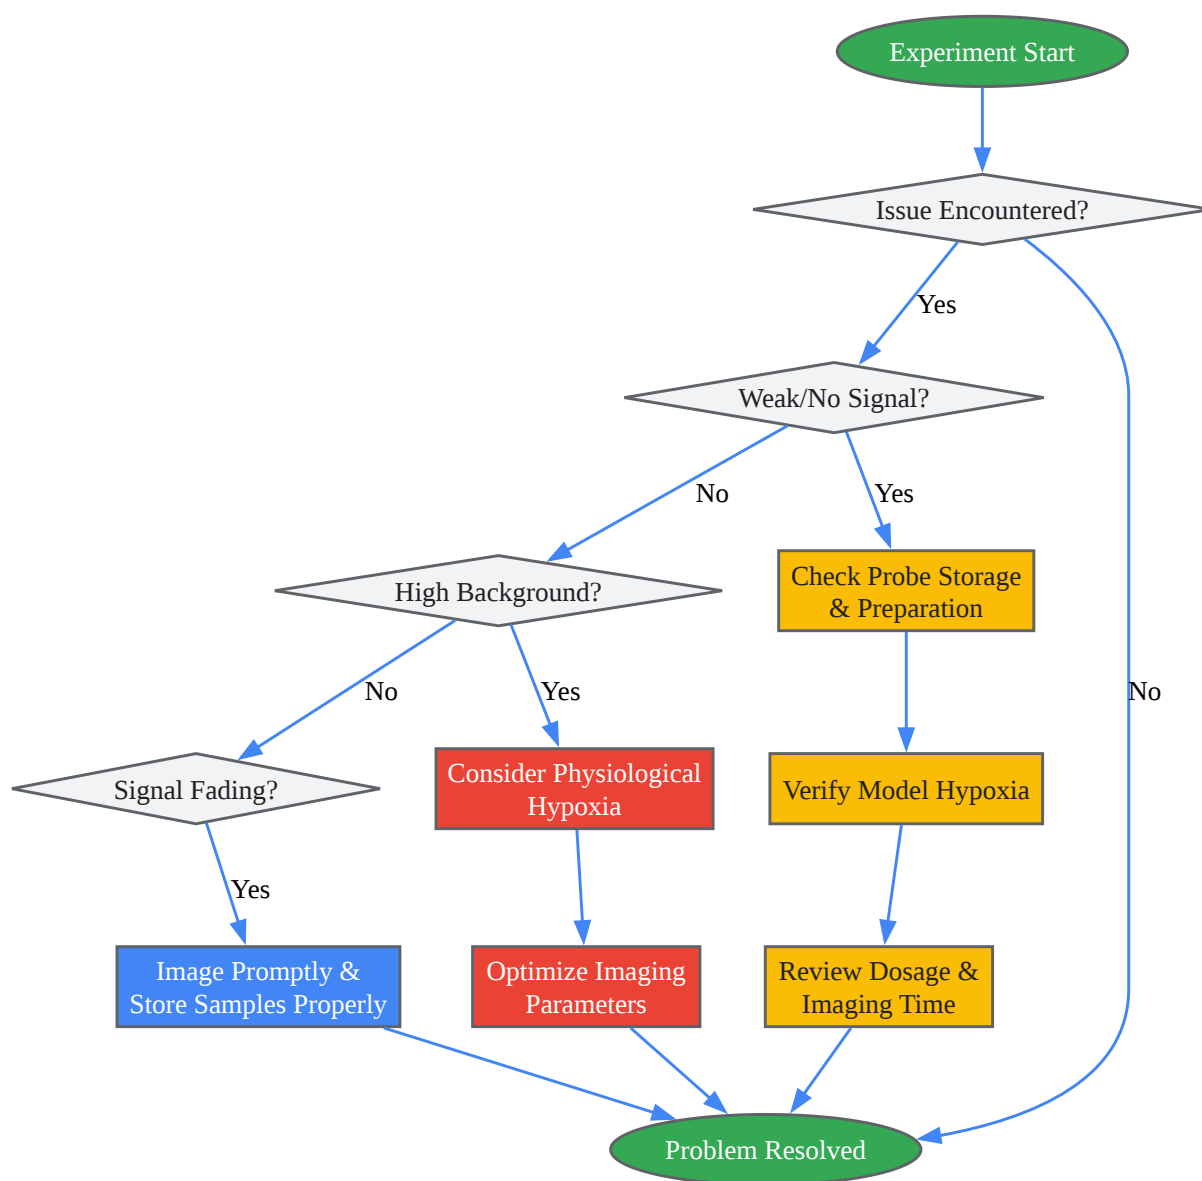 Experiment Start
Issue Encountered?
Yes
Weak/No Signal?
No
Yes
Check Probe Storage
& Preparation
High Background?
No
Yes
No
Consider Physiological
Hypoxia
Verify Model Hypoxia
Signal Fading?
Yes
Image Promptly &
Store Samples Properly
Optimize Imaging
Parameters
Review Dosage &
Imaging Time
Problem Resolved